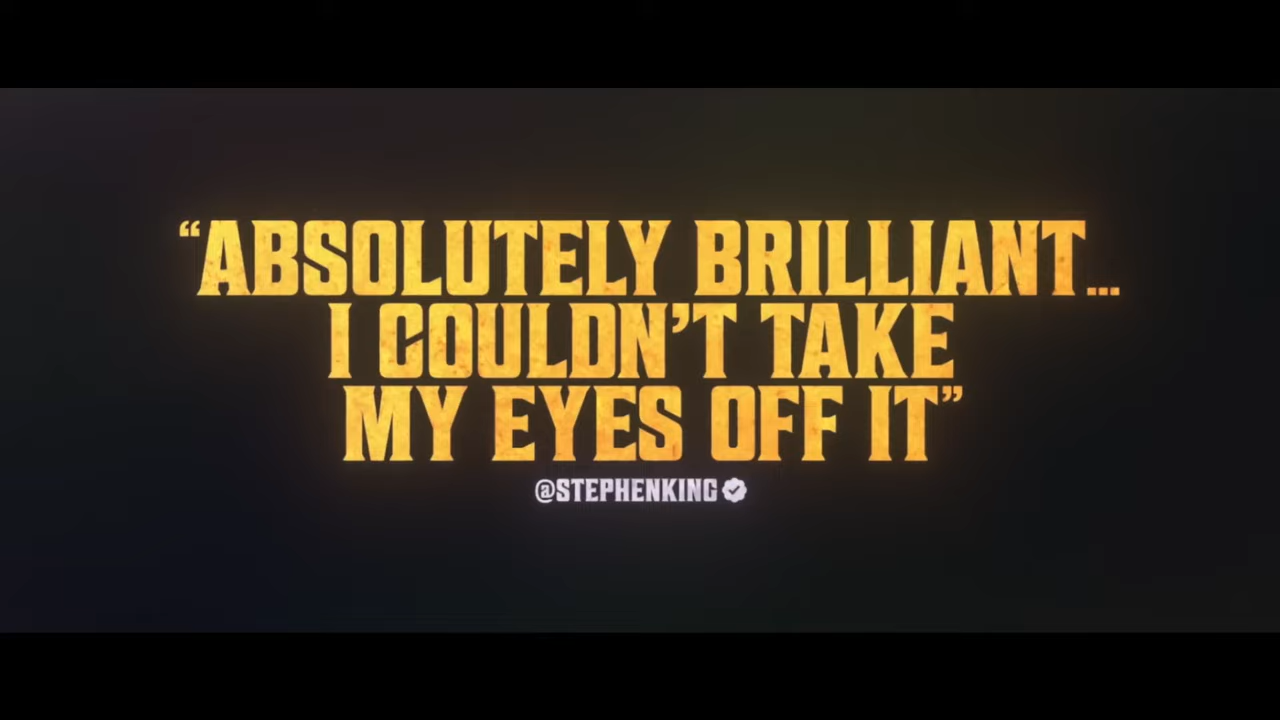 “ABSOLUTELY BRILLIANT...
I COULDN’T TAKE
MY EYES OFF IT”
@STEPHENKING